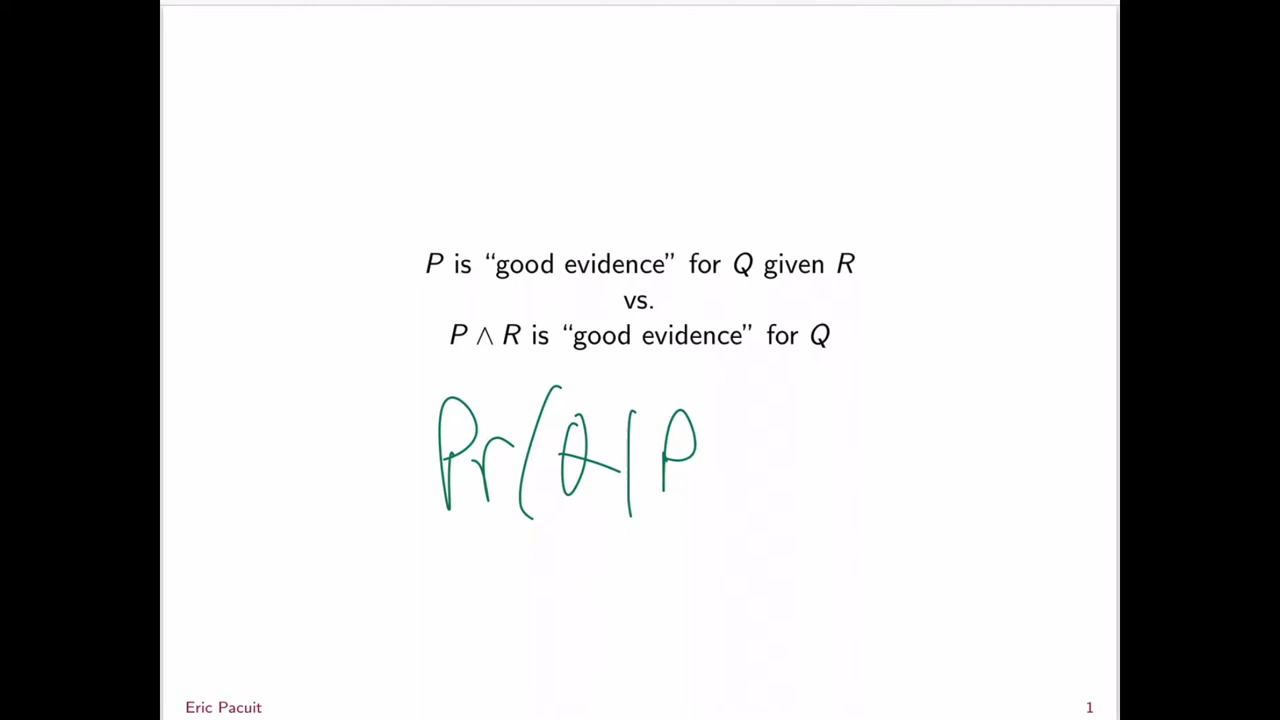 P is “good evidence” for Q given R
vs.
P ∧ R is “good evidence” for Q
Pr(Q|P
Eric Pacuit
1